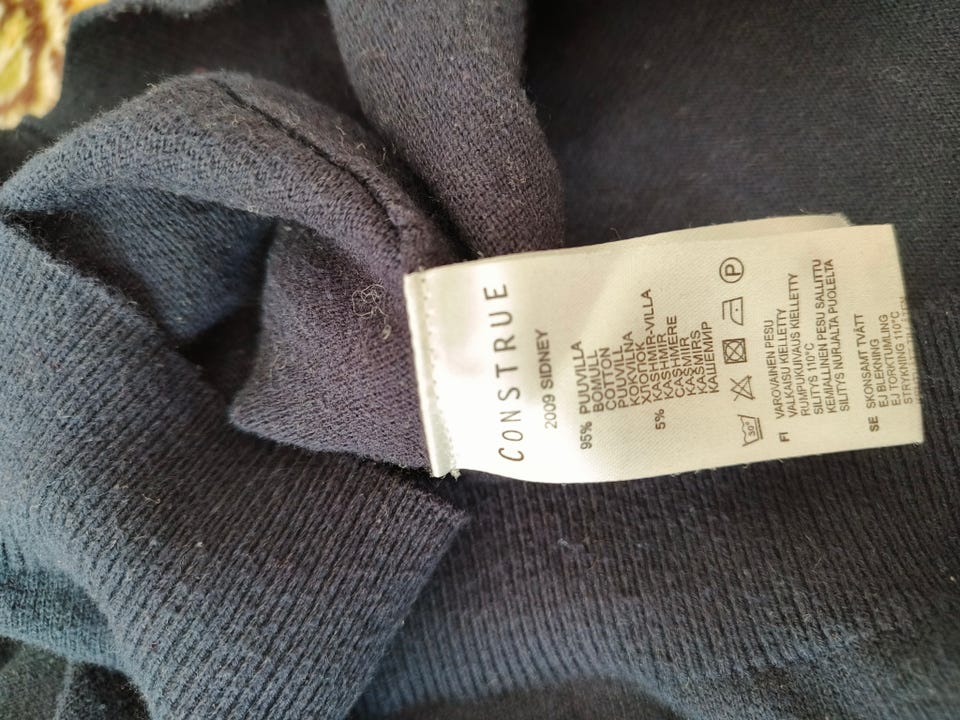 CONSTRUE
2009 SIDNEY
95% PUUVILLA
BOMULL
COTTON
PUUVILL
KOKVILNA
ХЛОПОК
5% KASHMIR-VILLA
KASHMIR
CASHMERE
KAŠMIR
KAŠMIRS
КАШЕМИР
30°
P
FI VAROVAINEN PESU
VALKAISU KIELLETTY
RUMPUKUIVAUS KIELLETTY
SILITYS 110°C
KEMIALLINEN PESU SALLITTU
SILITYS NURJALTA PUOLELTA
SE SKONSAMT TVÄTT
EJ BLEKNING
EJ TORKTUMLING
STRYKNING 110°C